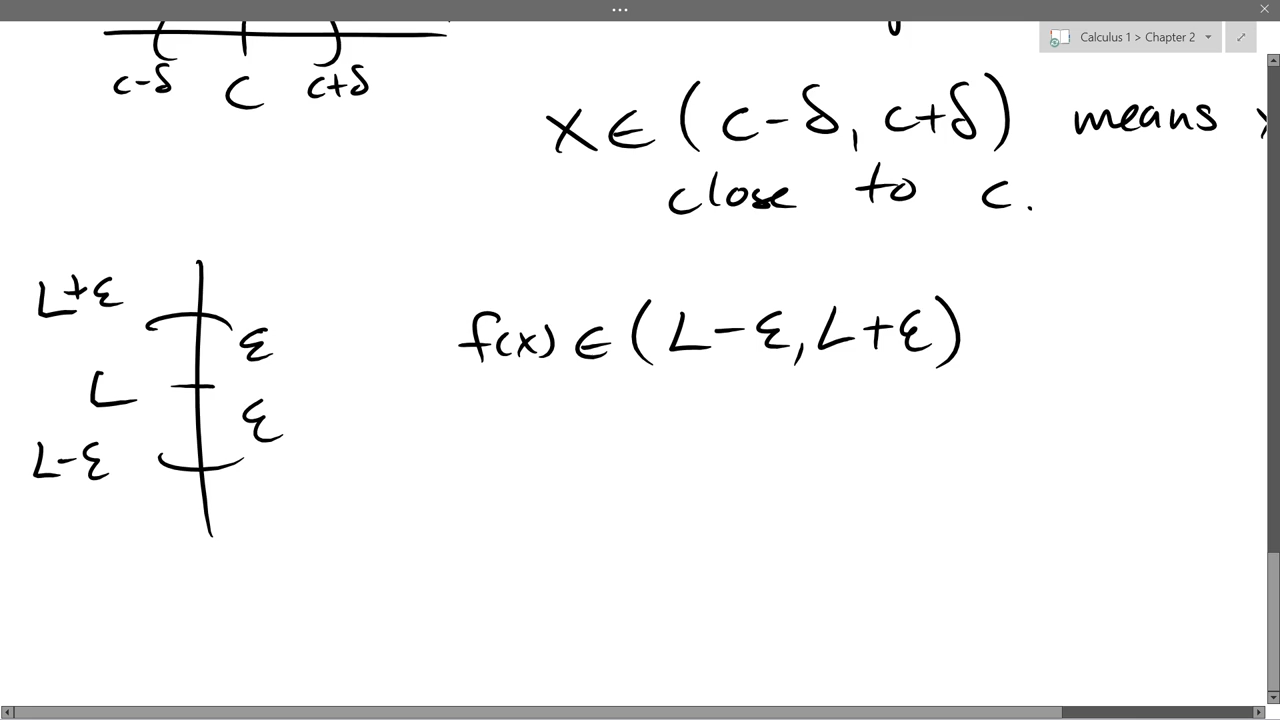 Calculus 1 > Chapter 2
c-δ c c+δ
x∈(c-δ, c+δ) means
close to c.
L+ε
ε
L
ε
L-ε
f(x)∈(L-ε, L+ε)